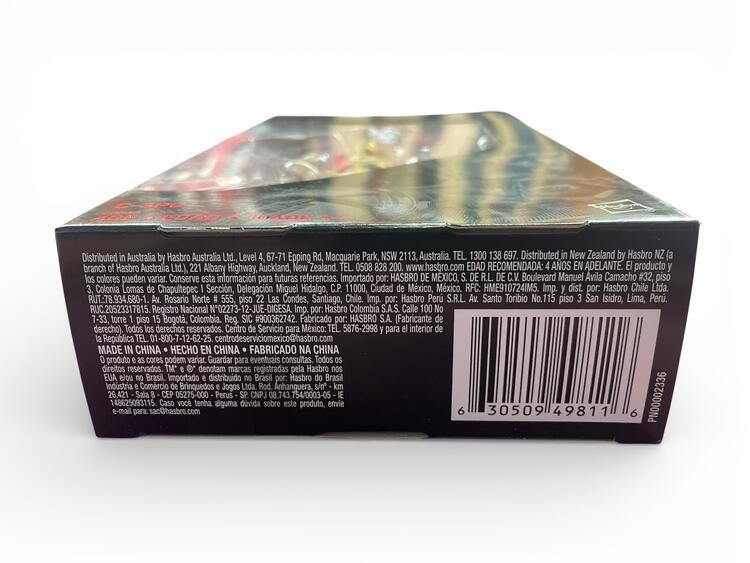 C-3PO
Hasbro
Distributed in Australia by Hasbro Australia Ltd., Level 4, 67-71 Epping Rd, Macquarie Park, NSW 2113, Australia. TEL. 1300 138 697. Distributed in New Zealand by Hasbro NZ (a
branch of Hasbro Australia Ltd.), 221 Albany Highway, Auckland, New Zealand. TEL. 0508 828 200. www.hasbro.com EDAD RECOMENDADA: 4 AÑOS EN ADELANTE. El producto y
los colores pueden variar. Conserve esta información para futuras referencias. Importado por: HASBRO DE MÉXICO, S. DE R.L. DE C.V. Boulevard Manuel Ávila Camacho #32, piso
3, Colonia Lomas de Chapultepec I Sección, Delegación Miguel Hidalgo, C.P. 11000, Ciudad de México, México. RFC: HME910724IM5. Imp. y dist. por: Hasbro Chile Ltda.
RUT.:78.934.680-1. Av. Rosario Norte # 555, piso 22 Las Condes, Santiago, Chile. Imp. por: Hasbro Perú S.R.L. Av. Santo Toribio No.115 piso 3 San Isidro, Lima, Perú.
RUC.20523317815. Registro Nacional N°02273-12-JUE-DIGESA. Imp. por: Hasbro Colombia S.A.S. Calle 100 No
7-33, torre 1 piso 15 Bogotá, Colombia. Reg. SIC #900362742. Fabricado por: HASBRO S.A. (Fabricante de
derecho). Todos los derechos reservados. Centro de Servicio para México: TEL. 5876-2998 y para el interior de
la República TEL. 01-800-7-12-62-25. centrodeserviciomexico@hasbro.com
MADE IN CHINA • HECHO EN CHINA • FABRICADO NA CHINA
O produto e as cores podem variar. Guardar para eventuais consultas. Todos os
direitos reservados. TM* e ®* denotam marcas registradas pela Hasbro nos
EUA e/ou no Brasil. Importado e distribuído no Brasil por: Hasbro do Brasil
Indústria e Comércio de Brinquedos e Jogos Ltda. Rod. Anhanguera, s/nº - km
26,421 - Sala 8 - CEP 05275-000 - Perus - SP. CNPJ 08.743.754/0003-05 - IE
148625093115. Caso você tenha alguma dúvida sobre este produto, envie
e-mail para: sac@hasbro.com
6 30509 49811 6
PN00002336